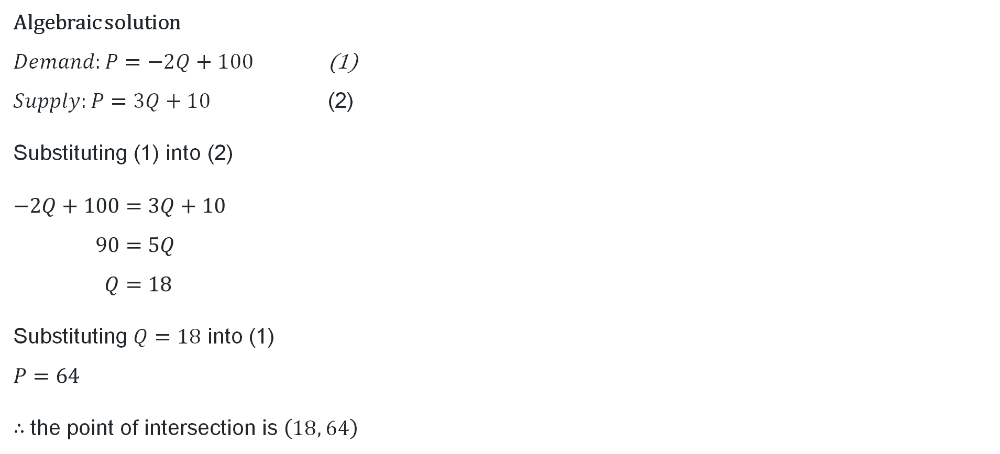 Algebraic solution
Demand: P = −2Q + 100 (1)
Supply: P = 3Q + 10 (2)
Substituting (1) into (2)
−2Q + 100 = 3Q + 10
90 = 5Q
Q = 18
Substituting Q = 18 into (1)
P = 64
∴ the point of intersection is (18, 64)